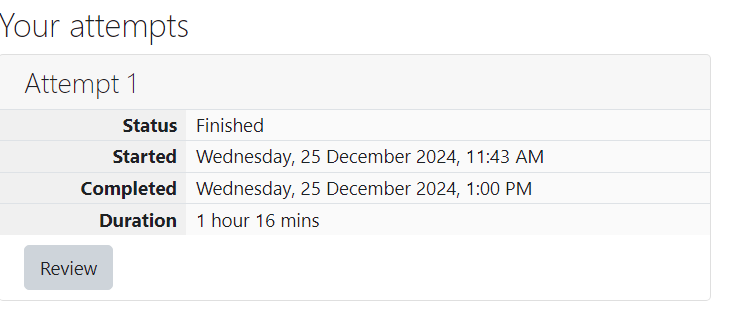 Your attempts
Attempt 1
Status Finished
Started Wednesday, 25 December 2024, 11:43 AM
Completed Wednesday, 25 December 2024, 1:00 PM
Duration 1 hour 16 mins
Review